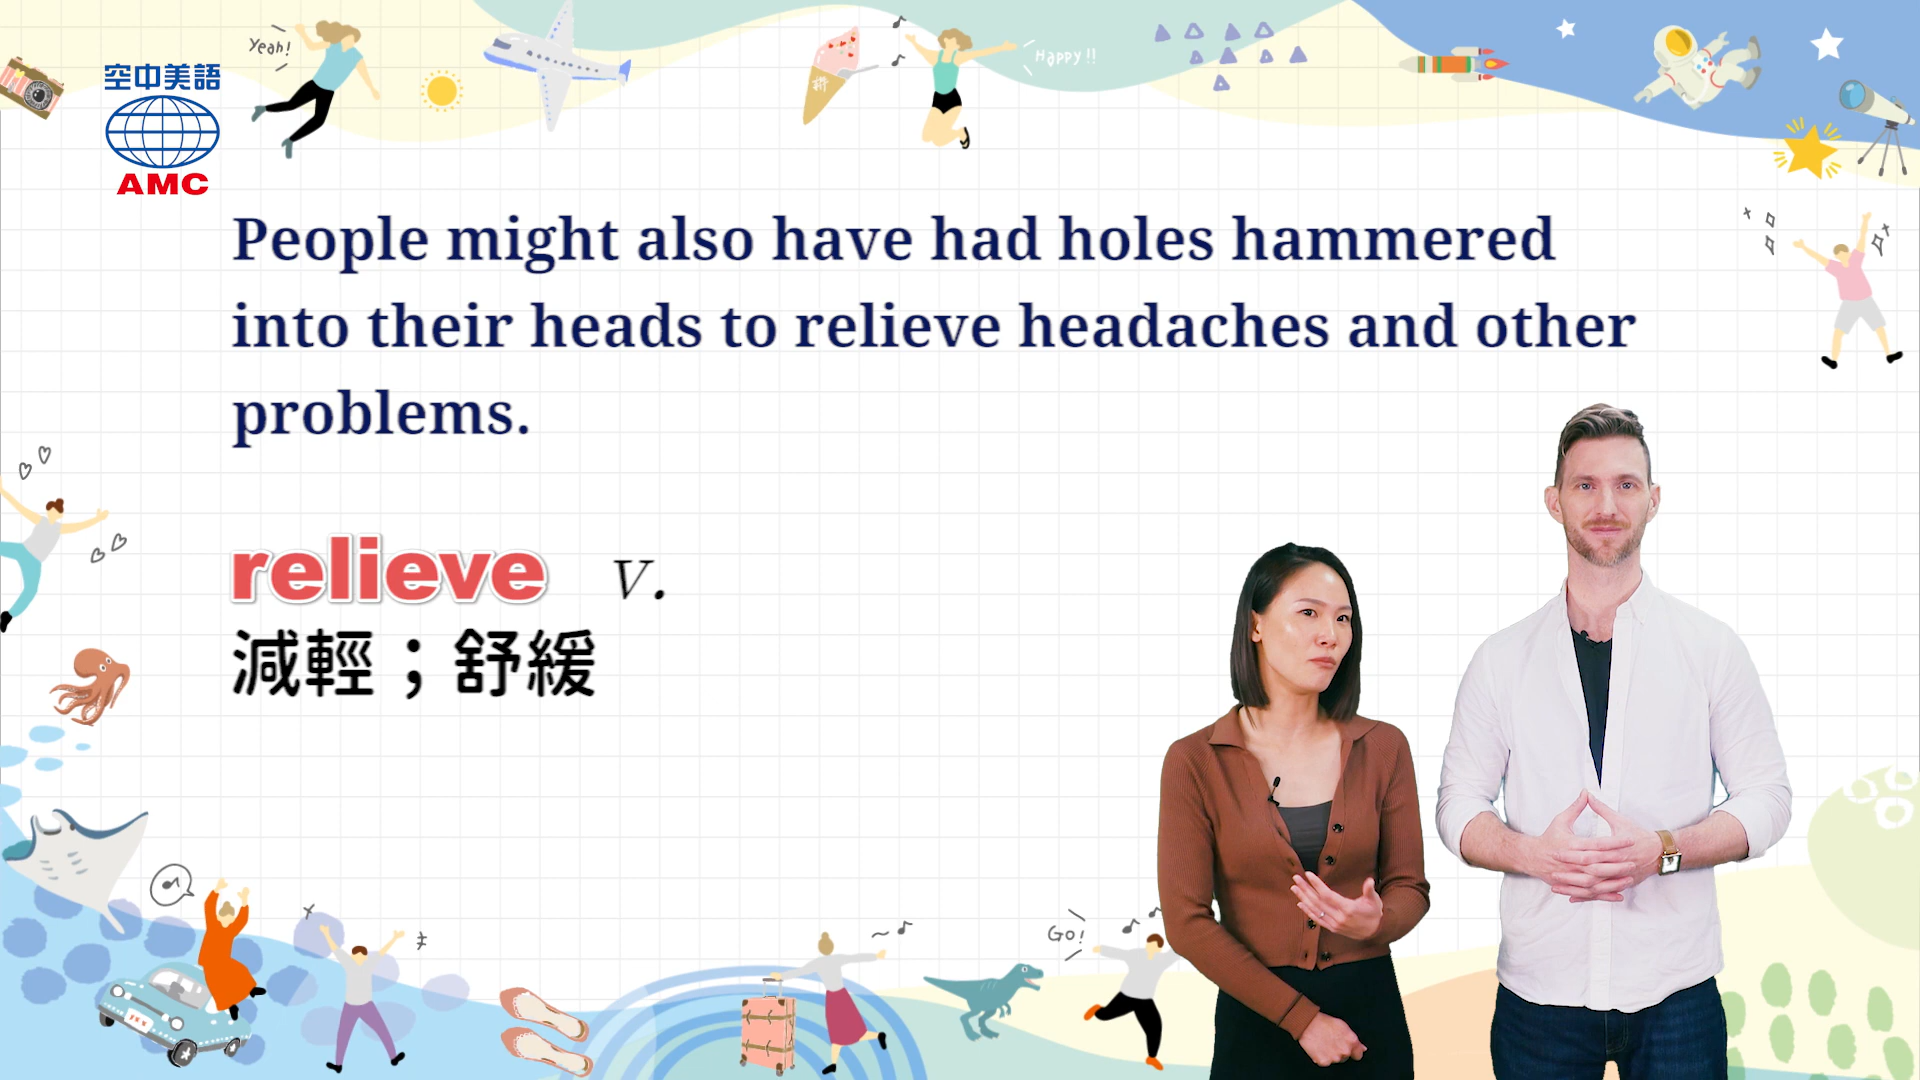 Yeah!
Happy!!
空中美語
AMC
People might also have had holes hammered
into their heads to relieve headaches and other
problems.
relieve v.
減輕；舒緩
Go!